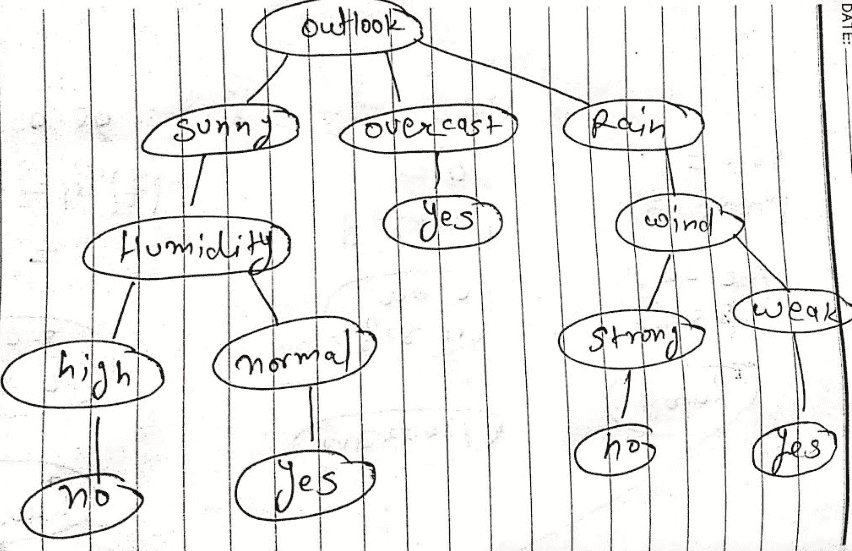 DATE:
outlook
sunny overcast Rain
Humidity yes wind
high normal strong weak
no yes no yes